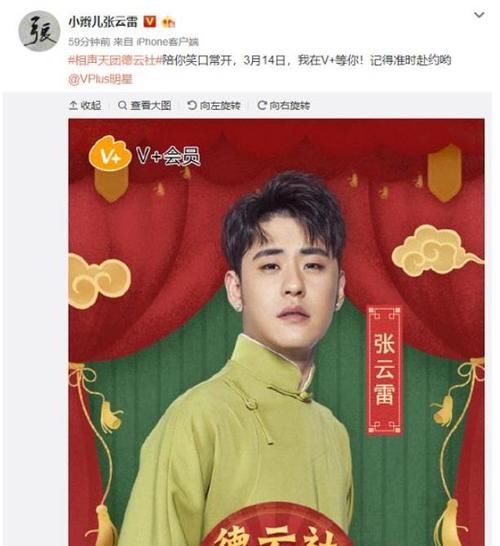 張
小辫儿张云雷 V
59分钟前 来自 iPhone客户端
#相声天团德云社#陪你笑口常开，3月14日，我在V+等你！记得准时赴约哟
@VPlus明星
收起 查看大图 向左旋转 向右旋转
V+ V+会员
张云雷
德云社